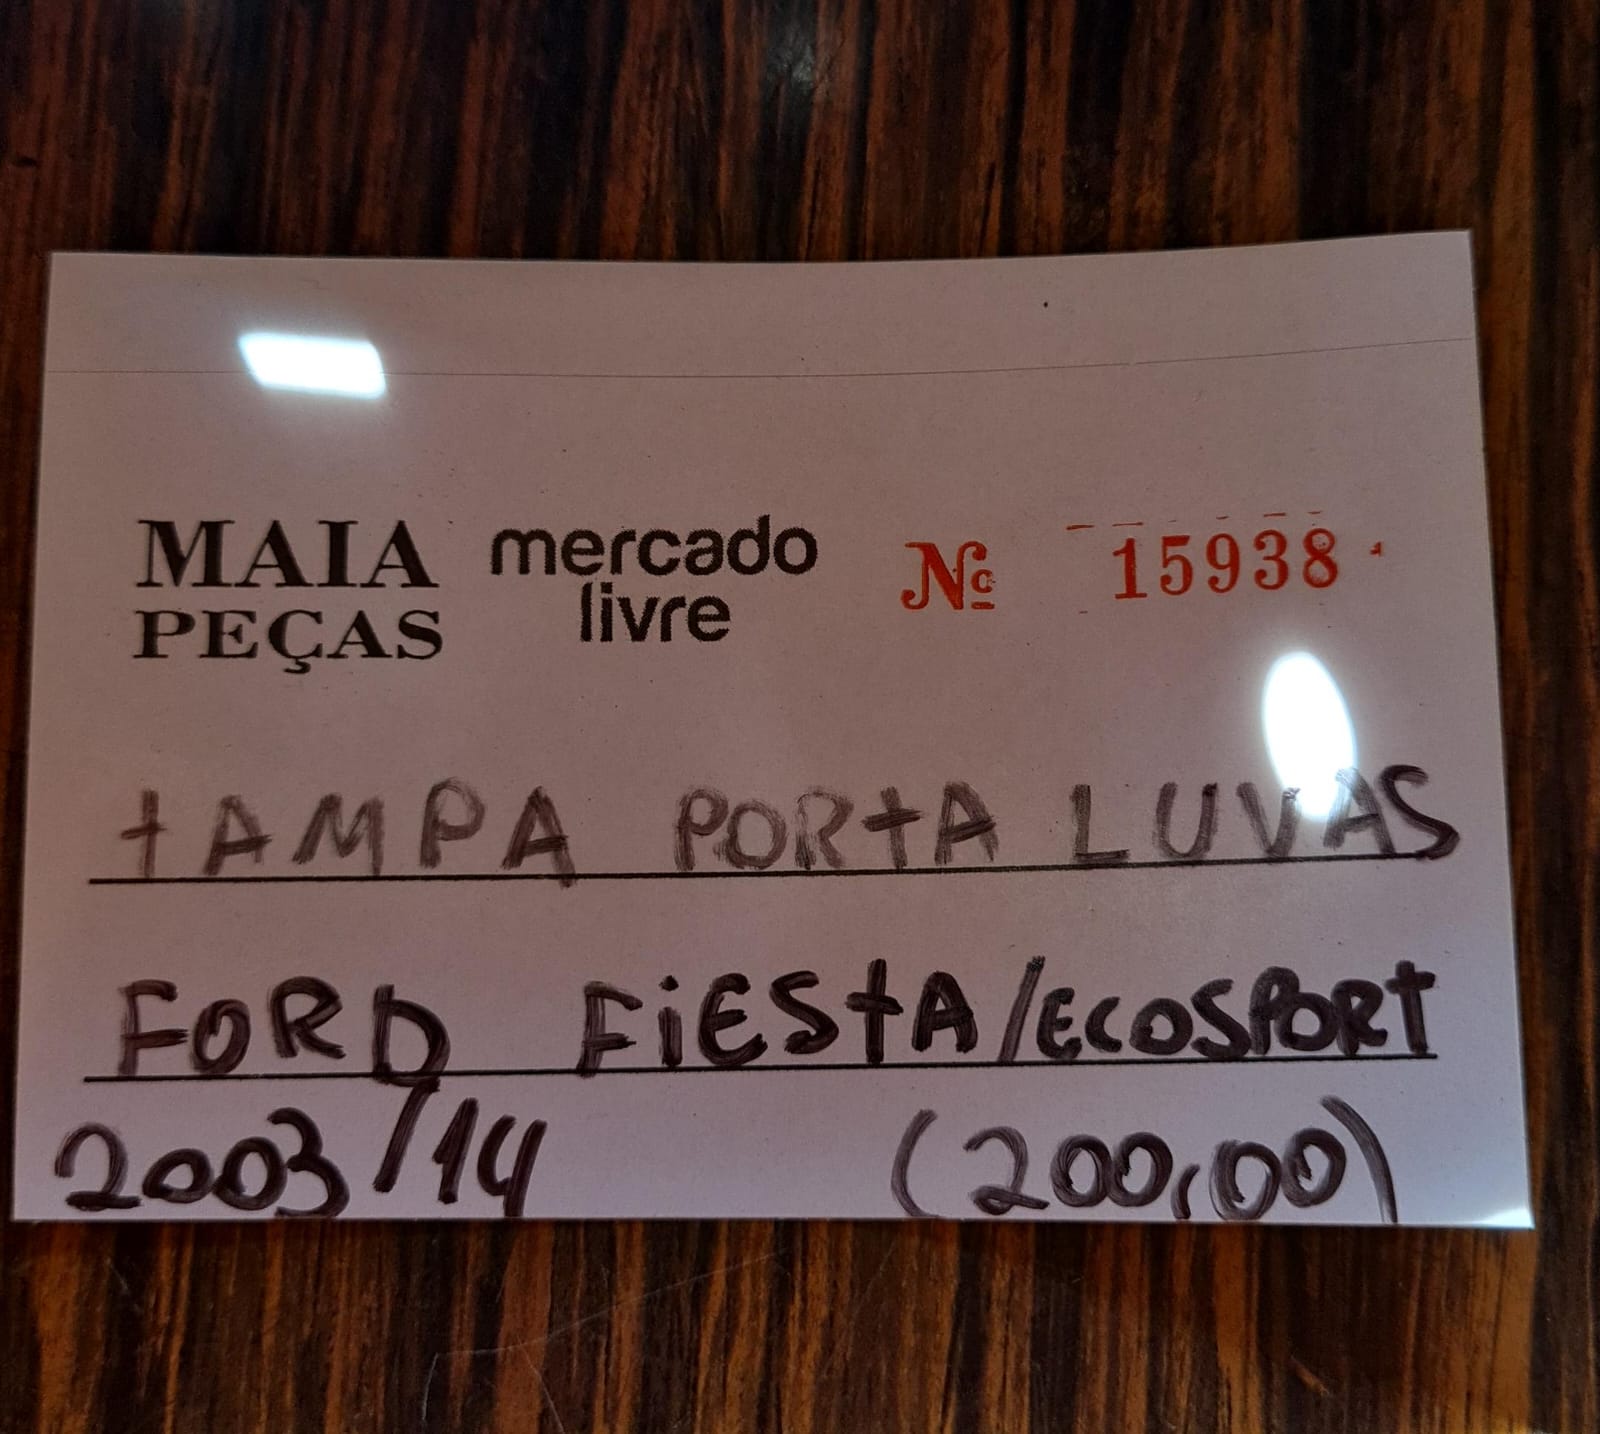 MAIA PEÇAS
mercado livre
Nº 15938
tAMPA PORtA LUVAS
FORD FiEStA/ECOSPORt
2003/14 (200,00)